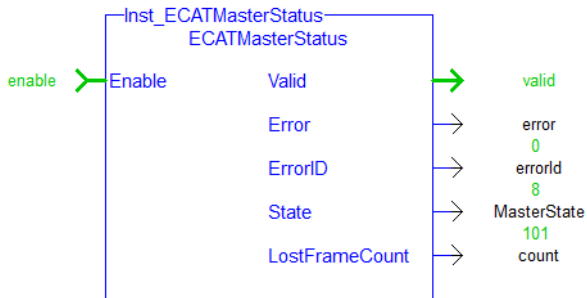 Inst_ECATMasterStatus
ECATMasterStatus
enable Enable Valid valid
Error error
0
ErrorID errorId
8
State MasterState
101
LostFrameCount count